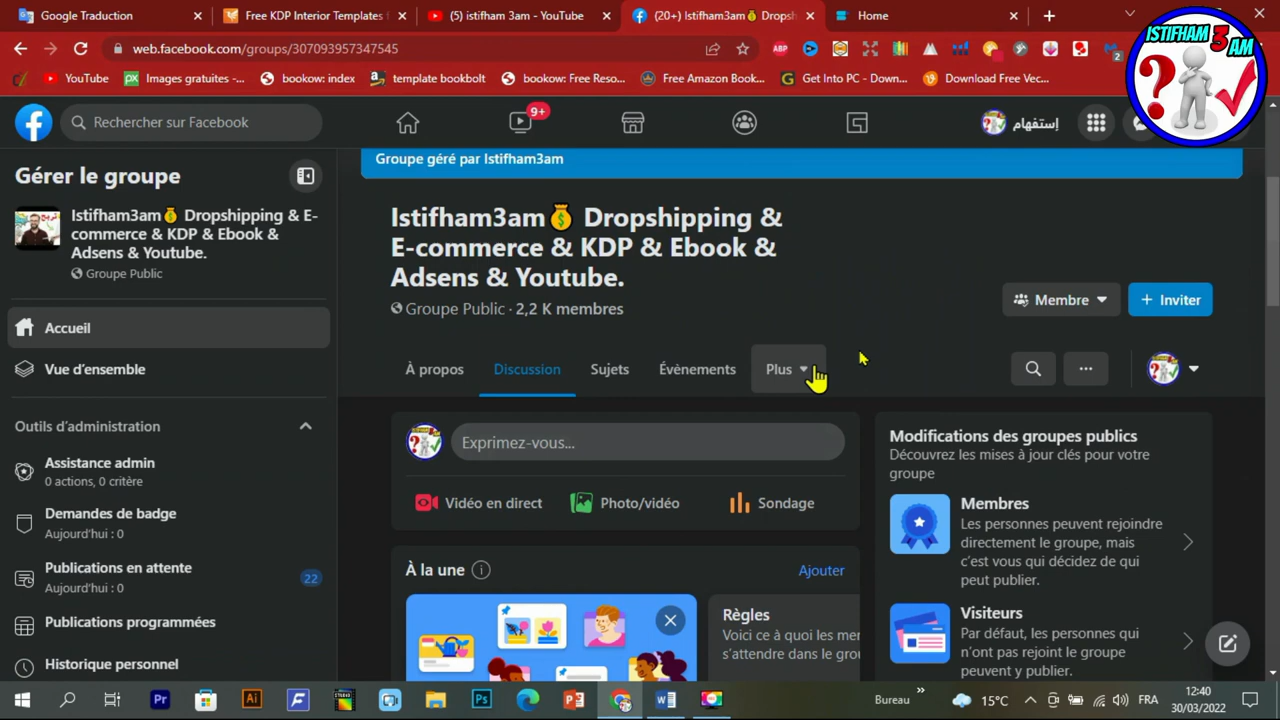 Google Traduction
Free KDP Interior Templates f
(5) istifham 3am - YouTube
(20+) Istifham3am💰 Dropsh
Home
web.facebook.com/groups/307093957347545
YouTube
Images gratuites -...
bookow: index
template bookbolt
bookow: Free Reso...
Free Amazon Book...
Get Into PC - Down...
Download Free Vec...
ABP
2
ISTIFHAM 3 AM
Rechercher sur Facebook
9+
إستفهام
Gérer le groupe
Istifham3am💰 Dropshipping & E-
commerce & KDP & Ebook &
Adsens & Youtube.
Groupe Public
Accueil
Vue d'ensemble
Outils d'administration
Assistance admin
0 actions, 0 critère
Demandes de badge
Aujourd'hui : 0
Publications en attente
Aujourd'hui : 0
22
Publications programmées
Historique personnel
Groupe géré par Istifham3am
Istifham3am💰 Dropshipping &
E-commerce & KDP & Ebook &
Adsens & Youtube.
Groupe Public · 2,2 K membres
Membre
+ Inviter
À propos
Discussion
Sujets
Évènements
Plus
Exprimez-vous...
Vidéo en direct
Photo/vidéo
Sondage
À la une
Ajouter
Règles
Voici ce à quoi les mer
s'attendre dans le grou
Modifications des groupes publics
Découvrez les mises à jour clés pour votre
groupe
Membres
Les personnes peuvent rejoindre
directement le groupe, mais
c'est vous qui décidez de qui
peut publier.
Visiteurs
Par défaut, les personnes qui
n'ont pas rejoint le groupe
peuvent y publier.
Pr
Ai
Ps
Bureau
15°C
FRA
12:40
30/03/2022